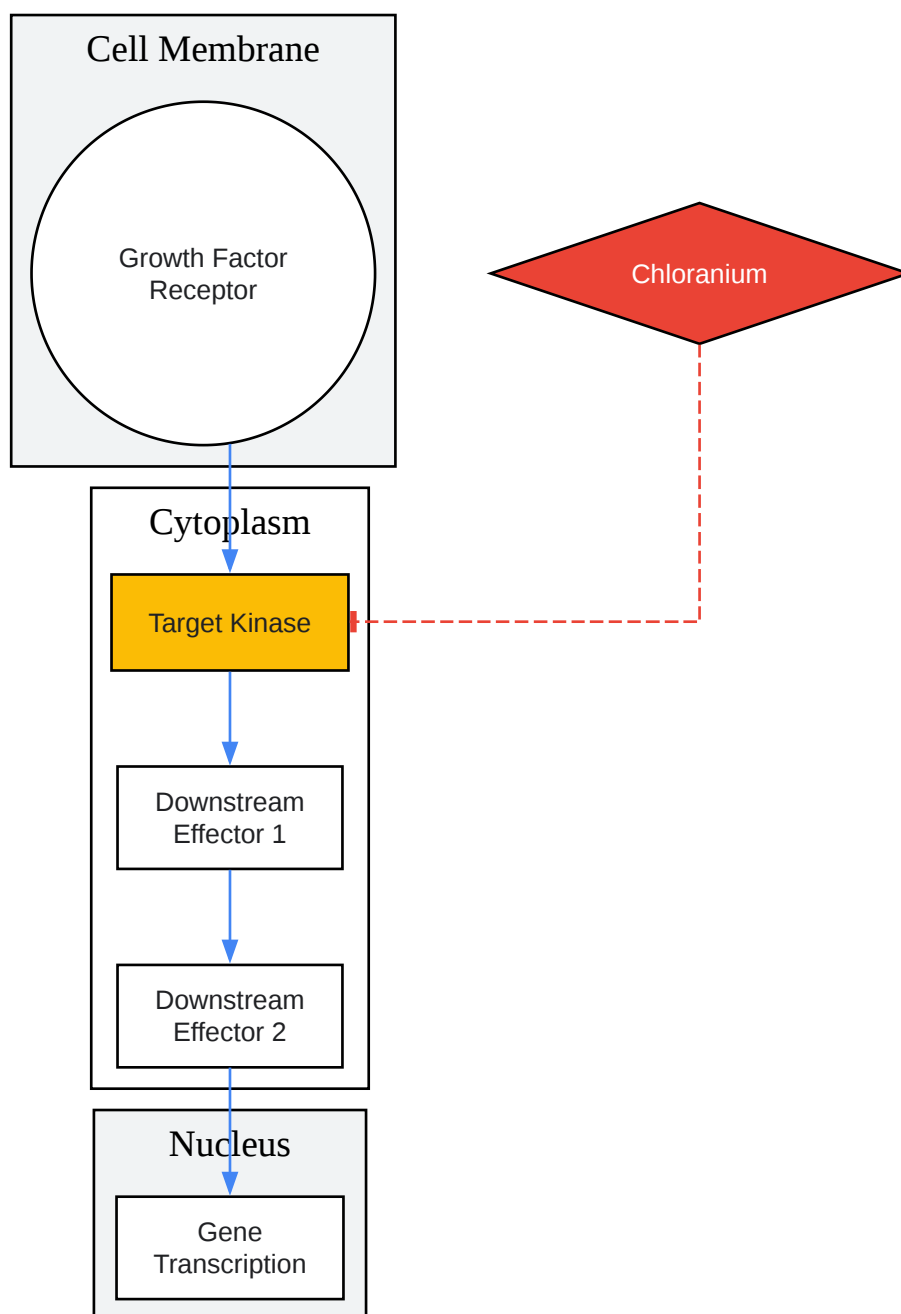 Cell Membrane
Growth Factor
Receptor
Chloranium
Cytoplasm
Target Kinase
Downstream
Effector 1
Downstream
Effector 2
Nucleus
Gene
Transcription